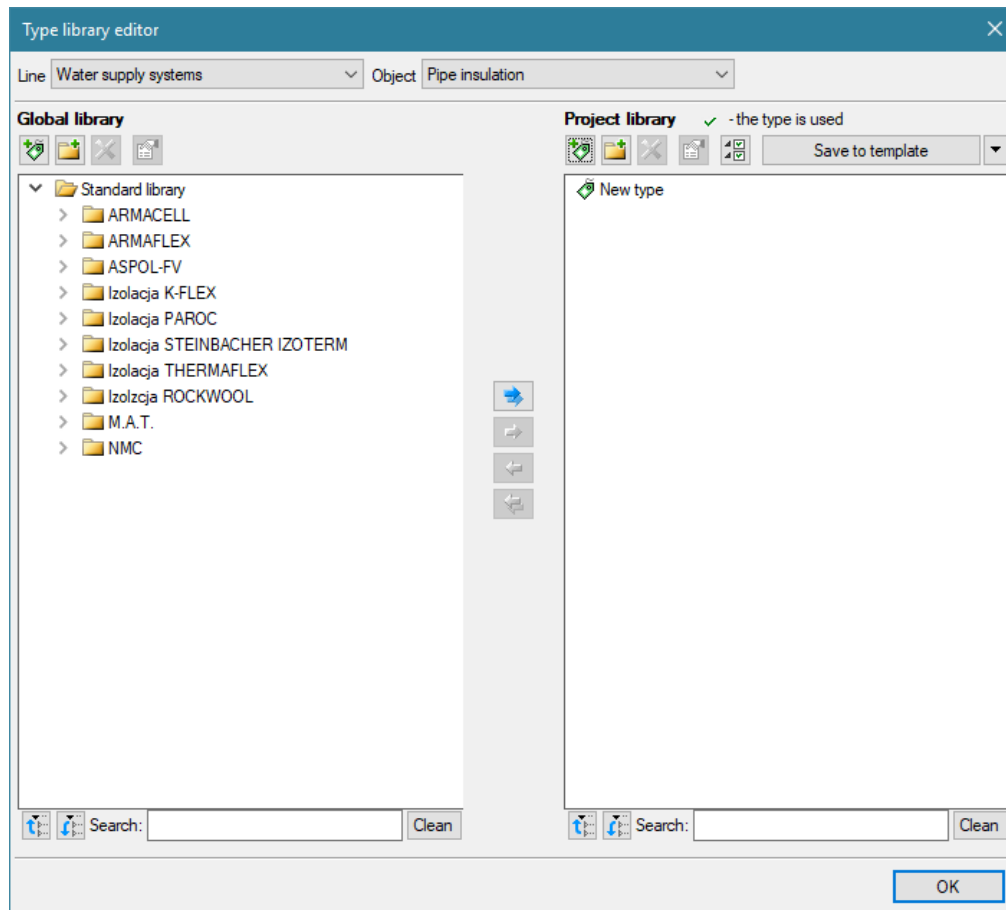 Type library editor
Line Water supply systems Object Pipe insulation
Global library
Project library - the type is used
Save to template
Standard library
ARMACELL
ARMAFLEX
ASPOL-FV
Izolacja K-FLEX
Izolacja PAROC
Izolacja STEINBACHER IZOTERM
Izolacja THERMAFLEX
Izolzcja ROCKWOOL
M.A.T.
NMC
New type
Search: Clean
Search: Clean
OK